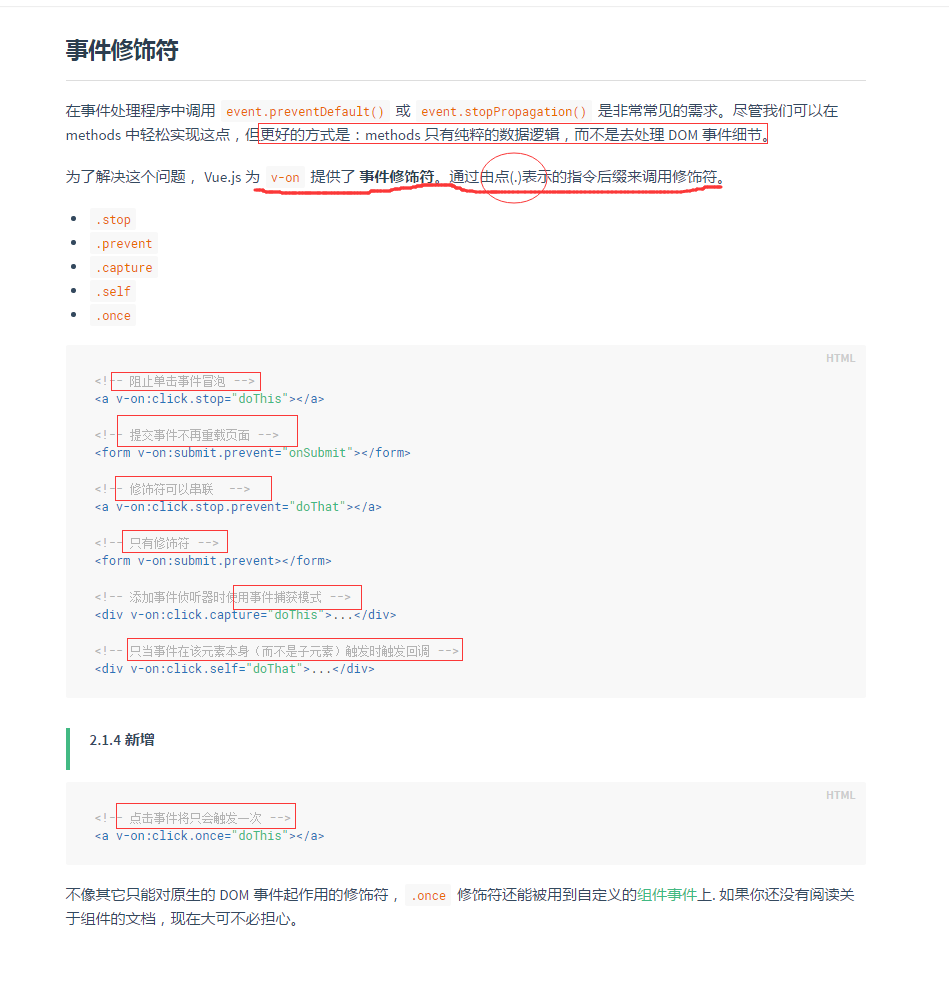 事件修饰符
在事件处理程序中调用 event.preventDefault() 或 event.stopPropagation() 是非常常见的需求。尽管我们可以在
methods 中轻松实现这点，但更好的方式是：methods 只有纯粹的数据逻辑，而不是去处理 DOM 事件细节。
为了解决这个问题， Vue.js 为 v-on 提供了 事件修饰符。通过由点(.)表示的指令后缀来调用修饰符。
.stop
.prevent
.capture
.self
.once
HTML
<!-- 阻止单击事件冒泡 -->
<a v-on:click.stop="doThis"></a>
<!-- 提交事件不再重载页面 -->
<form v-on:submit.prevent="onSubmit"></form>
<!-- 修饰符可以串联  -->
<a v-on:click.stop.prevent="doThat"></a>
<!-- 只有修饰符 -->
<form v-on:submit.prevent></form>
<!-- 添加事件侦听器时使用事件捕获模式 -->
<div v-on:click.capture="doThis">...</div>
<!-- 只当事件在该元素本身（而不是子元素）触发时触发回调 -->
<div v-on:click.self="doThat">...</div>
2.1.4 新增
HTML
<!-- 点击事件将只会触发一次 -->
<a v-on:click.once="doThis"></a>
不像其它只能对原生的 DOM 事件起作用的修饰符， .once 修饰符还能被用到自定义的组件事件上. 如果你还没有阅读关
于组件的文档，现在大可不必担心。